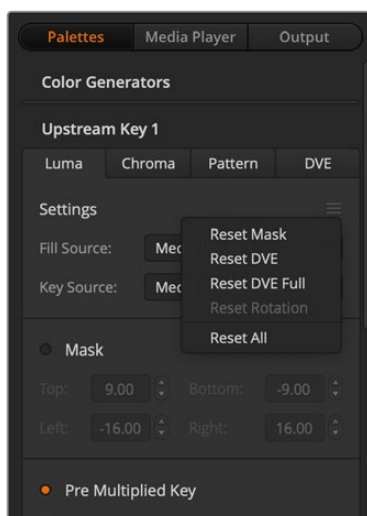 Palettes Media Player Output
Color Generators
Upstream Key 1
Luma Chroma Pattern DVE
Settings
Reset Mask
Fill Source:
Reset DVE
Reset DVE Full
Key Source:
Reset Rotation
Reset All
Mask
Top: 9.00 Bottom: -9.00
Left: -16.00 Right: 16.00
Pre Multiplied Key